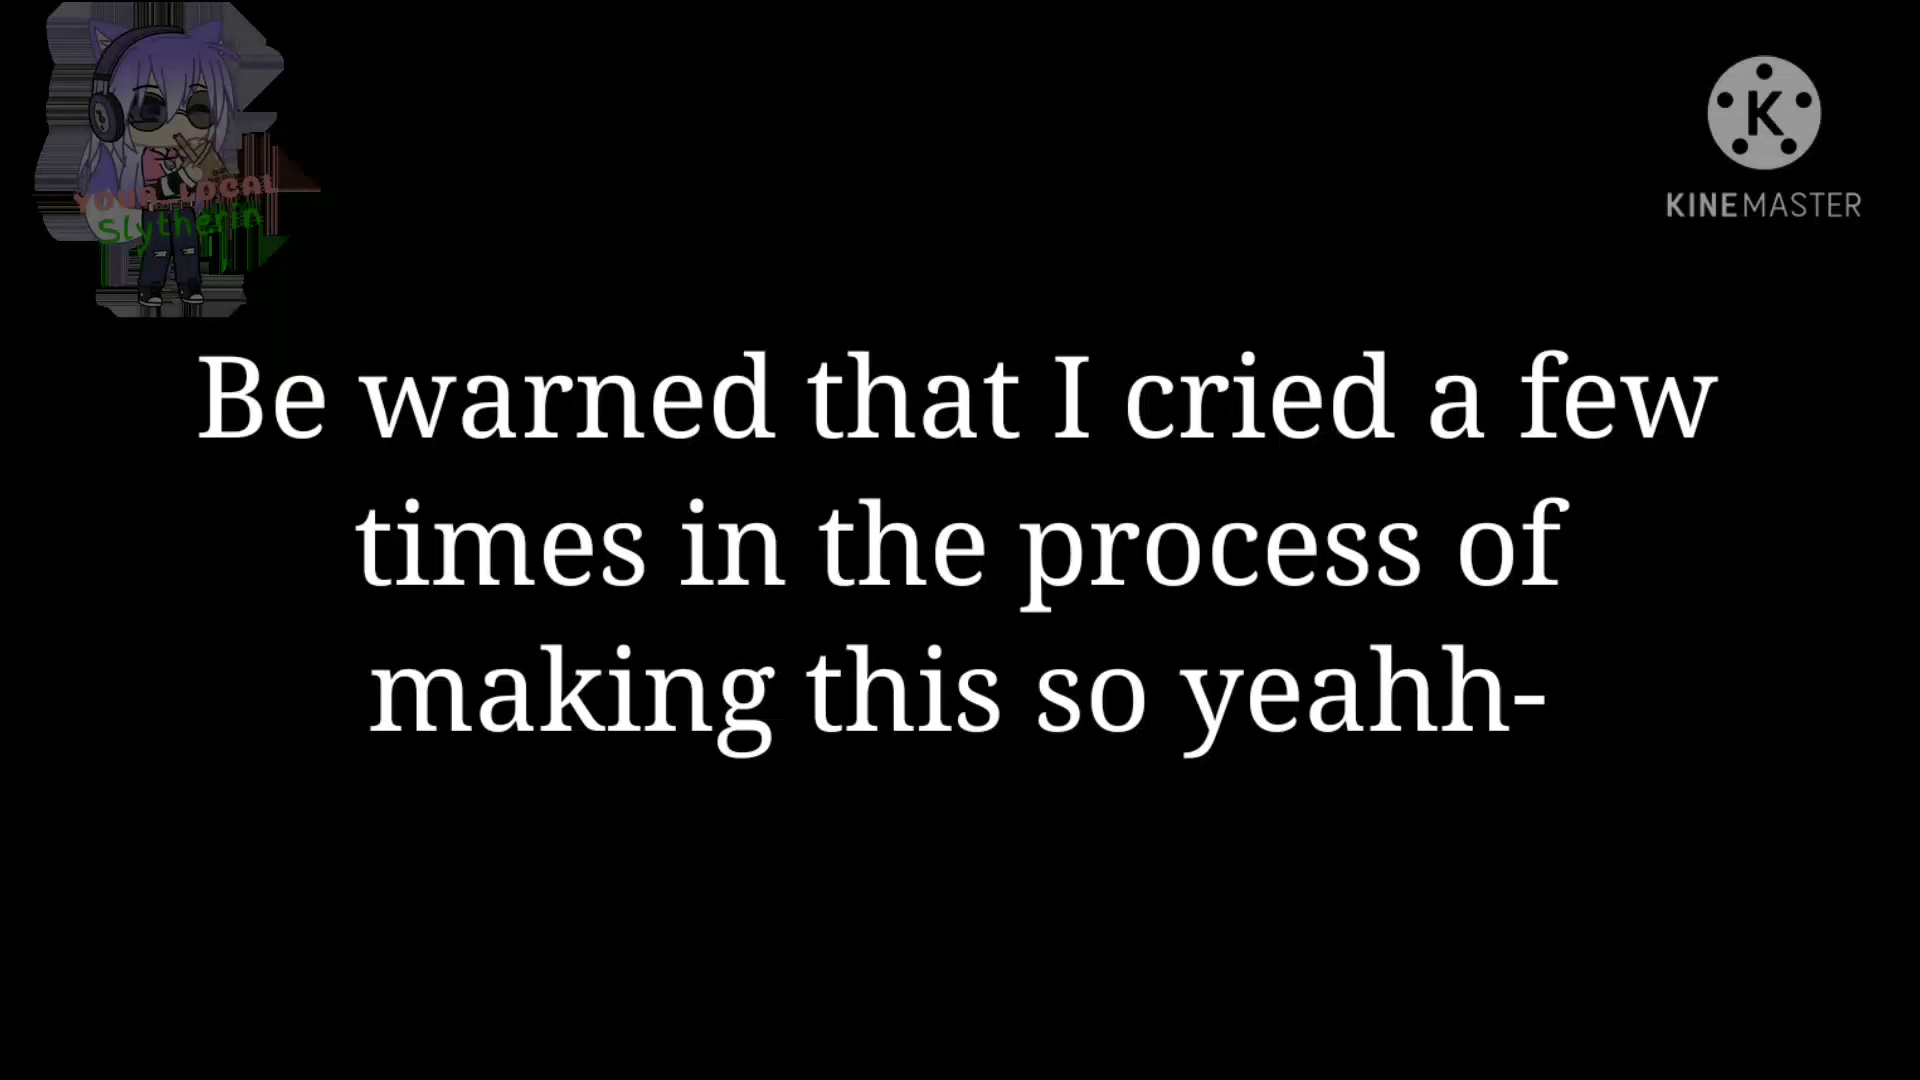 YOUR LOCAL
Slytherin
K
KINEMASTER
Be warned that I cried a few
times in the process of
making this so yeahh-